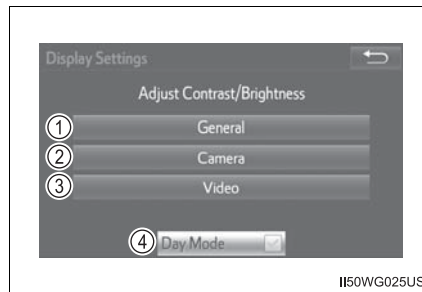 Display Settings
Adjust Contrast/Brightness
1 General
2 Camera
3 Video
4 Day Mode
II50WG025US